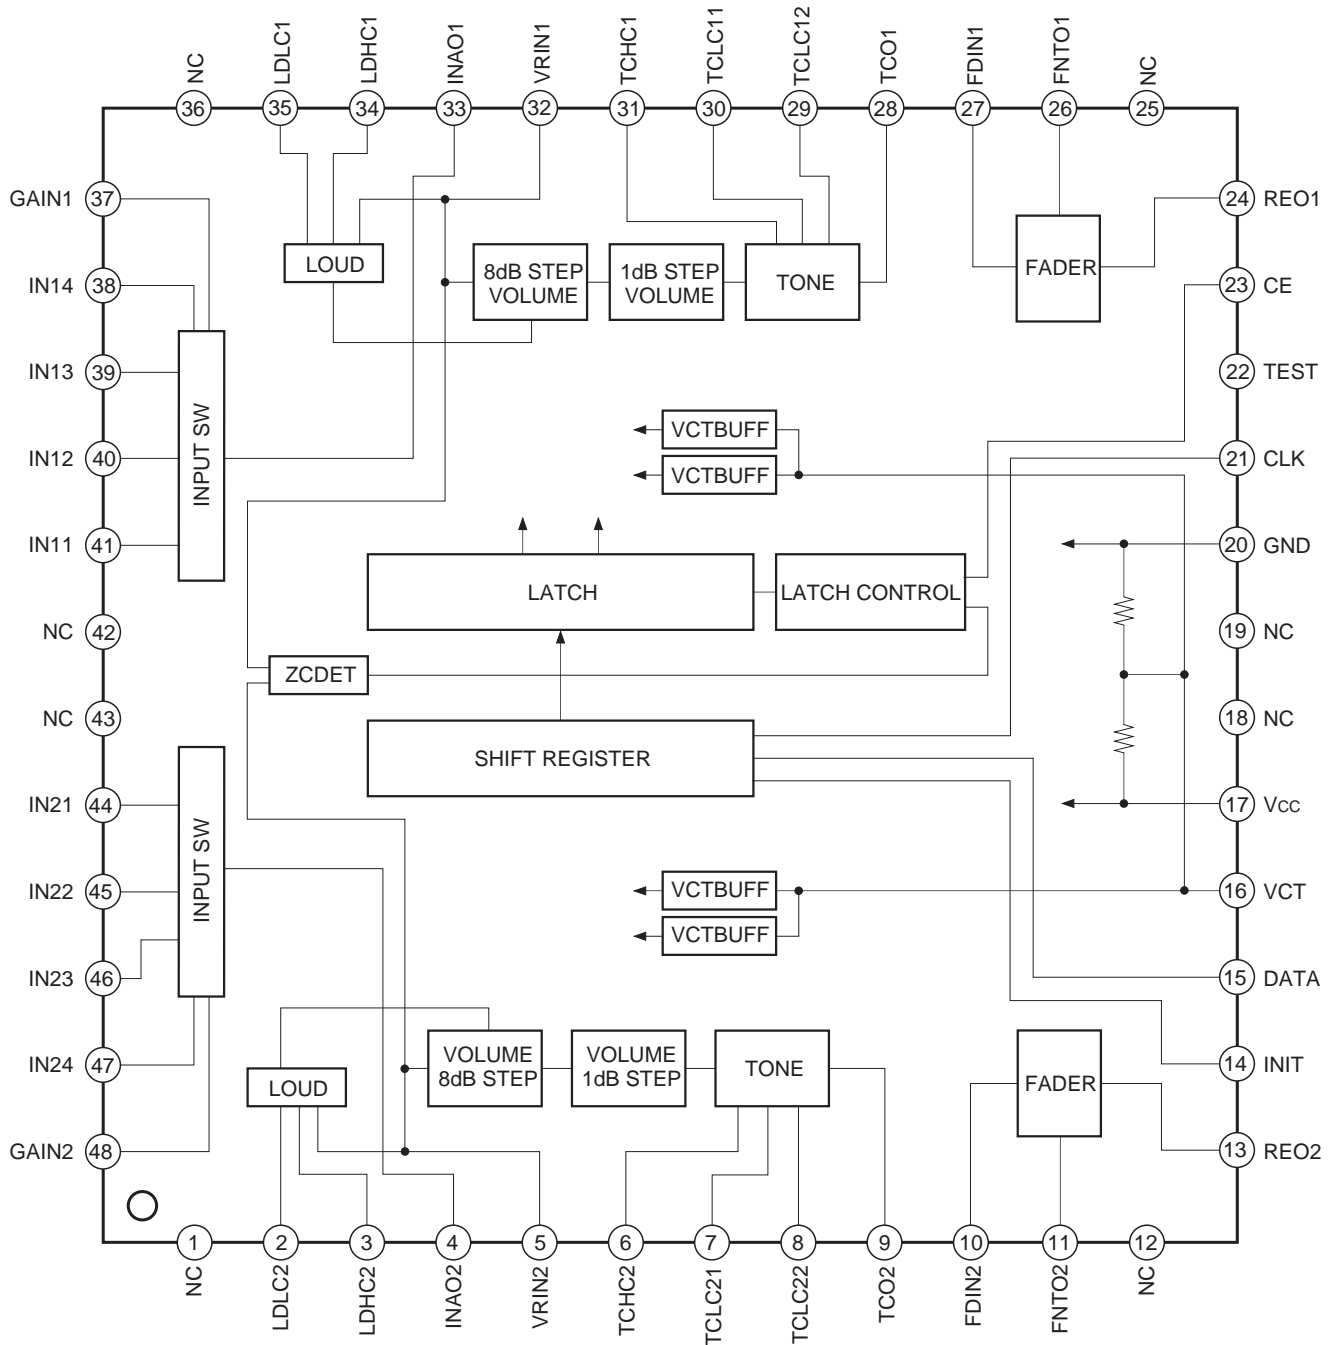 NC
LDLC1
LDHC1
INAO1
VRIN1
TCHC1
TCLC11
TCLC12
TCO1
FDIN1
FNTO1
NC
36
35
34
33
32
31
30
29
28
27
26
25
GAIN1
37
24
REO1
LOUD
8dB STEP
VOLUME
1dB STEP
VOLUME
TONE
FADER
IN14
38
23
CE
IN13
39
22
TEST
INPUT SW
VCTBUFF
VCTBUFF
IN12
40
21
CLK
IN11
41
20
GND
LATCH
LATCH CONTROL
NC
42
19
NC
ZCDET
NC
43
18
NC
SHIFT REGISTER
IN21
44
17
Vcc
INPUT SW
IN22
45
VCTBUFF
VCTBUFF
16
VCT
IN23
46
15
DATA
IN24
47
14
INIT
LOUD
VOLUME
8dB STEP
VOLUME
1dB STEP
TONE
FADER
GAIN2
48
13
REO2
1
2
3
4
5
6
7
8
9
10
11
12
NC
LDLC2
LDHC2
INAO2
VRIN2
TCHC2
TCLC21
TCLC22
TCO2
FDIN2
FNTO2
NC